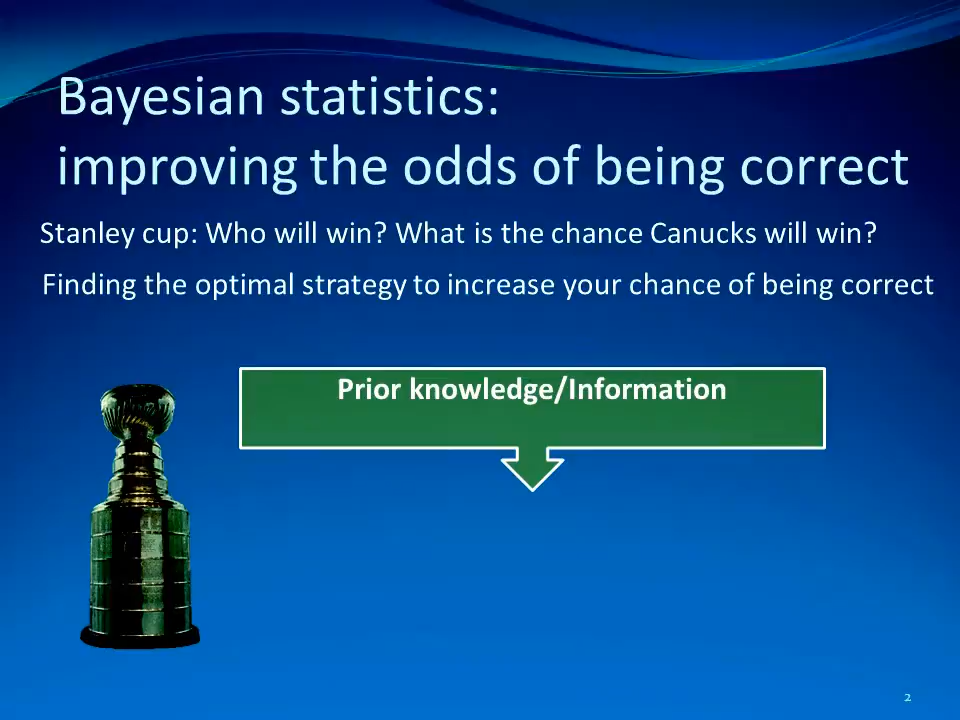 Bayesian statistics:
improving the odds of being correct
Stanley cup: Who will win? What is the chance Canucks will win?
Finding the optimal strategy to increase your chance of being correct
Prior knowledge/Information
2